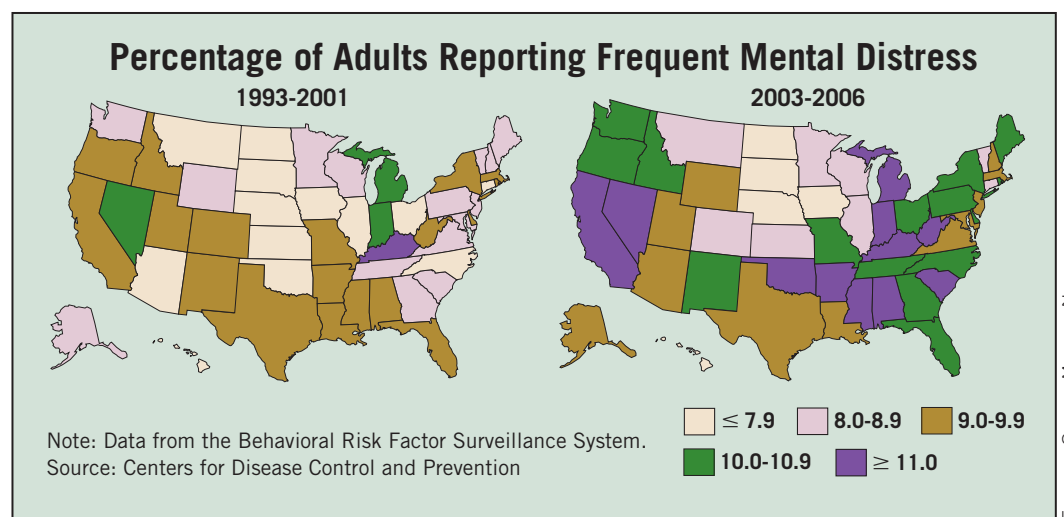 Percentage of Adults Reporting Frequent Mental Distress
1993-2001
2003-2006
≤ 7.9
8.0-8.9
9.0-9.9
10.0-10.9
≥ 11.0
Note: Data from the Behavioral Risk Factor Surveillance System.
Source: Centers for Disease Control and Prevention